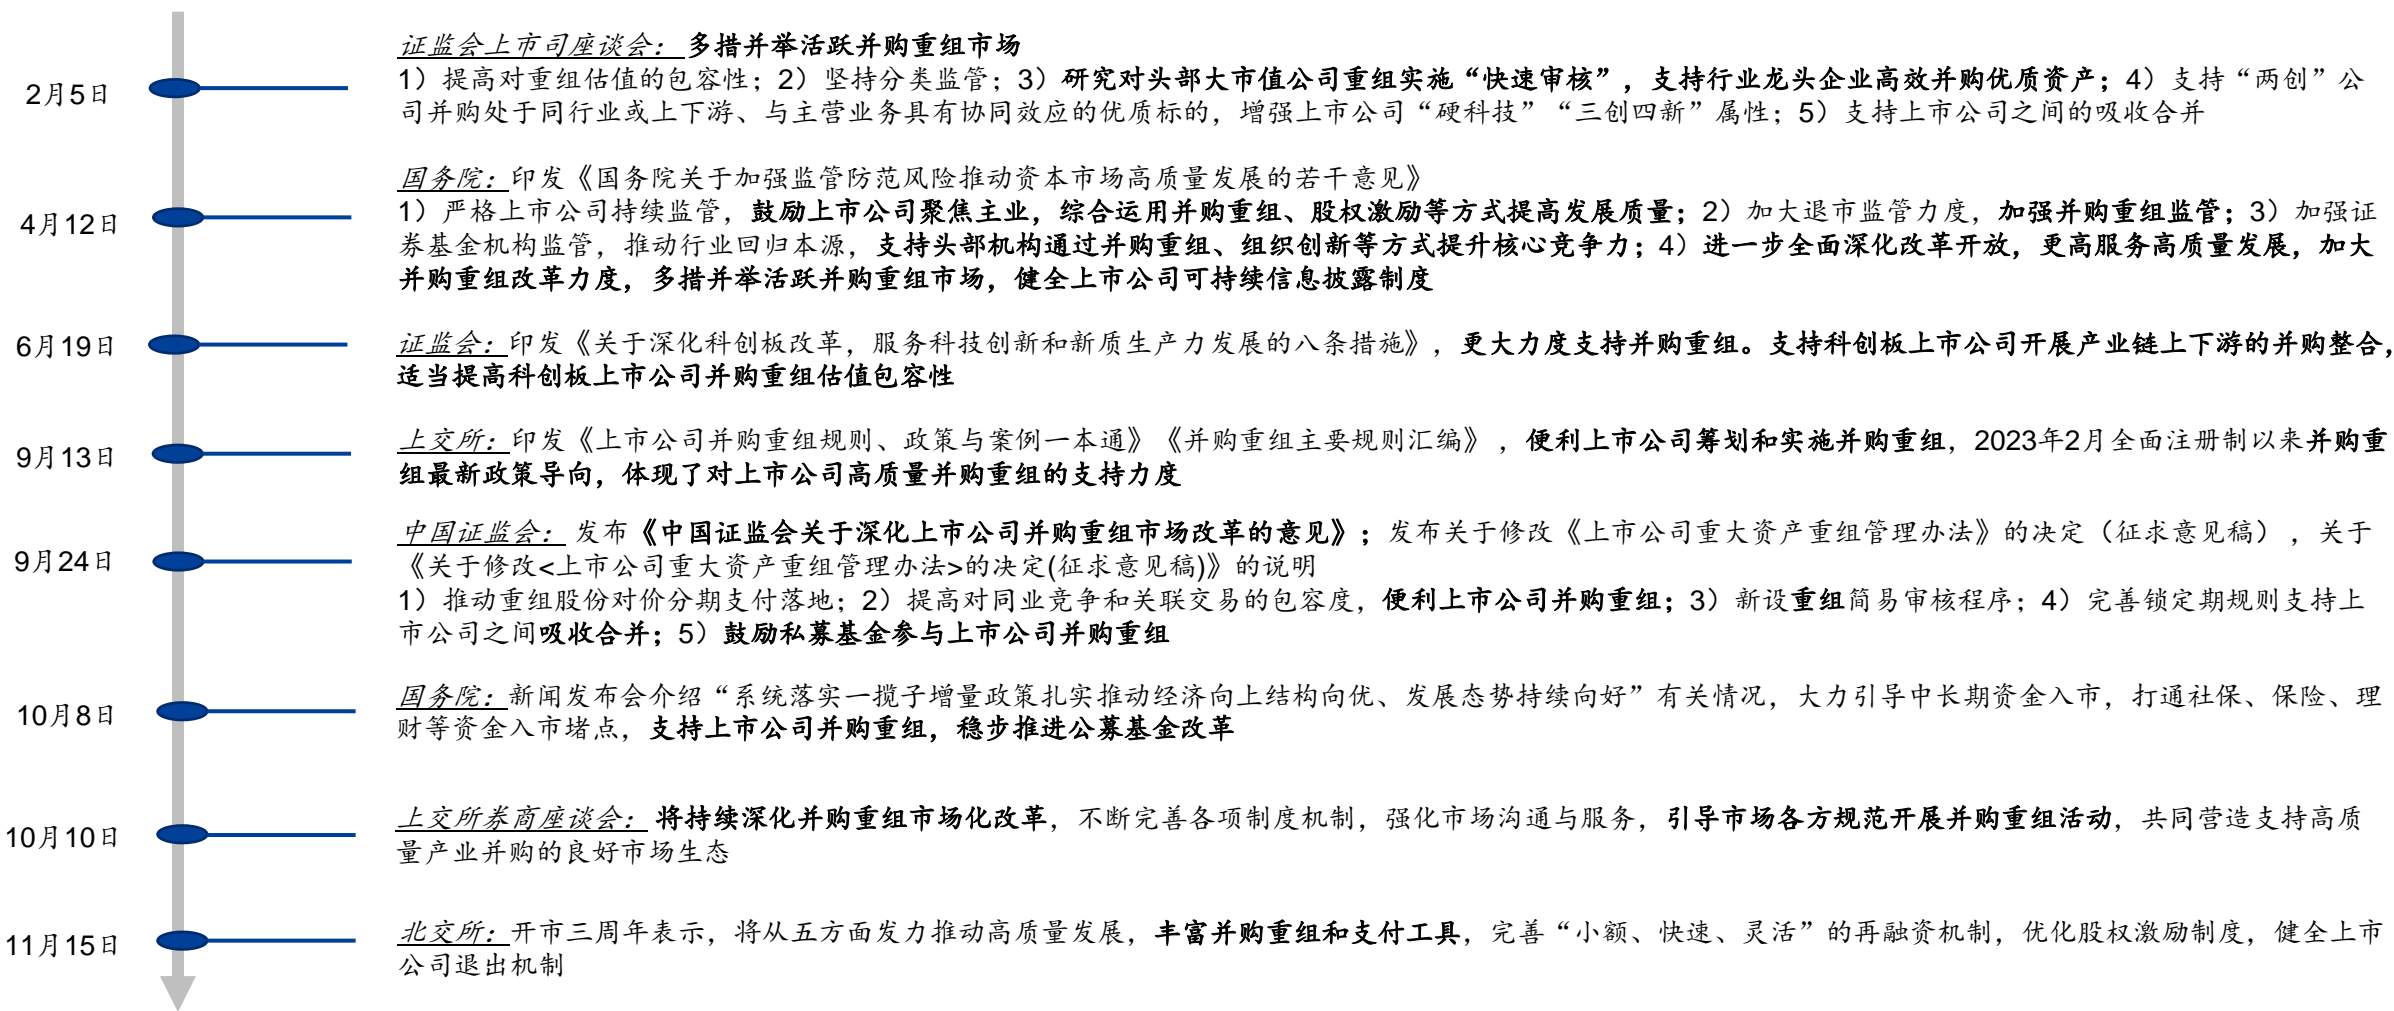 证监会上市司座谈会：多措并举活跃并购重组市场
2月5日
1）提高对重组估值的包容性；2）坚持分类监管；3）研究对头部大市值公司重组实施“快速审核”，支持行业龙头企业高效并购优质资产；4）支持“两创”公
司并购处于同行业或上下游、与主营业务具有协同效应的优质标的，增强上市公司“硬科技”“三创四新”属性；5）支持上市公司之间的吸收合并
国务院：印发《国务院关于加强监管防范风险推动资本市场高质量发展的若干意见》
4月12日
1）严格上市公司持续监管，鼓励上市公司聚焦主业，综合运用并购重组、股权激励等方式提高发展质量；2）加大退市监管力度，加强并购重组监管；3）加强证
券基金机构监管，推动行业回归本源，支持头部机构通过并购重组、组织创新等方式提升核心竞争力；4）进一步全面深化改革开放，更高服务高质量发展，加大
并购重组改革力度，多措并举活跃并购重组市场，健全上市公司可持续信息披露制度
6月19日
证监会：印发《关于深化科创板改革，服务科技创新和新质生产力发展的八条措施》，更大力度支持并购重组。支持科创板上市公司开展产业链上下游的并购整合，
适当提高科创板上市公司并购重组估值包容性
9月13日
上交所：印发《上市公司并购重组规则、政策与案例一本通》《并购重组主要规则汇编》，便利上市公司筹划和实施并购重组，2023年2月全面注册制以来并购重
组最新政策导向，体现了对上市公司高质量并购重组的支持力度
中国证监会：发布《中国证监会关于深化上市公司并购重组市场改革的意见》；发布关于修改《上市公司重大资产重组管理办法》的决定（征求意见稿），关于
9月24日
《关于修改<上市公司重大资产重组管理办法>的决定(征求意见稿)》的说明
1）推动重组股份对价分期支付落地；2）提高对同业竞争和关联交易的包容度，便利上市公司并购重组；3）新设重组简易审核程序；4）完善锁定期规则支持上
市公司之间吸收合并；5）鼓励私募基金参与上市公司并购重组
10月8日
国务院：新闻发布会介绍“系统落实一揽子增量政策扎实推动经济向上结构向优、发展态势持续向好”有关情况，大力引导中长期资金入市，打通社保、保险、理
财等资金入市堵点，支持上市公司并购重组，稳步推进公募基金改革
10月10日
上交所券商座谈会：将持续深化并购重组市场化改革，不断完善各项制度机制，强化市场沟通与服务，引导市场各方规范开展并购重组活动，共同营造支持高质
量产业并购的良好市场生态
11月15日
北交所：开市三周年表示，将从五方面发力推动高质量发展，丰富并购重组和支付工具，完善“小额、快速、灵活”的再融资机制，优化股权激励制度，健全上市
公司退出机制